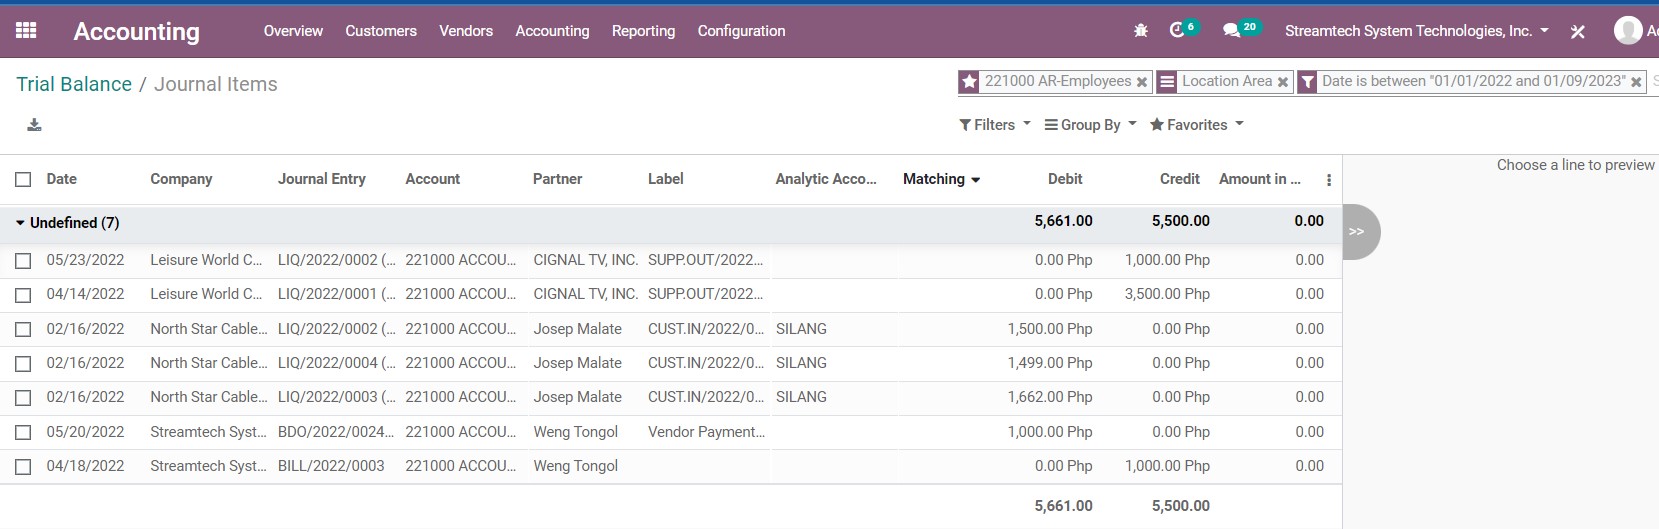 Accounting Overview Customers Vendors Accounting Reporting Configuration 6 20 Streamtech System Technologies, Inc. Ac
Trial Balance / Journal Items
221000 AR-Employees Location Area Date is between "01/01/2022 and 01/09/2023" S
Filters Group By Favorites
Date Company Journal Entry Account Partner Label Analytic Acco... Matching Debit Credit Amount in ...
Choose a line to preview
Undefined (7) 5,661.00 5,500.00 0.00
>>
05/23/2022 Leisure World C... LIQ/2022/0002 (... 221000 ACCOU... CIGNAL TV, INC. SUPP.OUT/2022... 0.00 Php 1,000.00 Php 0.00
04/14/2022 Leisure World C... LIQ/2022/0001 (... 221000 ACCOU... CIGNAL TV, INC. SUPP.OUT/2022... 0.00 Php 3,500.00 Php 0.00
02/16/2022 North Star Cable... LIQ/2022/0002 (... 221000 ACCOU... Josep Malate CUST.IN/2022/0... SILANG 1,500.00 Php 0.00 Php 0.00
02/16/2022 North Star Cable... LIQ/2022/0004 (... 221000 ACCOU... Josep Malate CUST.IN/2022/0... SILANG 1,499.00 Php 0.00 Php 0.00
02/16/2022 North Star Cable... LIQ/2022/0003 (... 221000 ACCOU... Josep Malate CUST.IN/2022/0... SILANG 1,662.00 Php 0.00 Php 0.00
05/20/2022 Streamtech Syst... BDO/2022/0024... 221000 ACCOU... Weng Tongol Vendor Payment... 1,000.00 Php 0.00 Php 0.00
04/18/2022 Streamtech Syst... BILL/2022/0003 221000 ACCOU... Weng Tongol 0.00 Php 1,000.00 Php 0.00
5,661.00 5,500.00